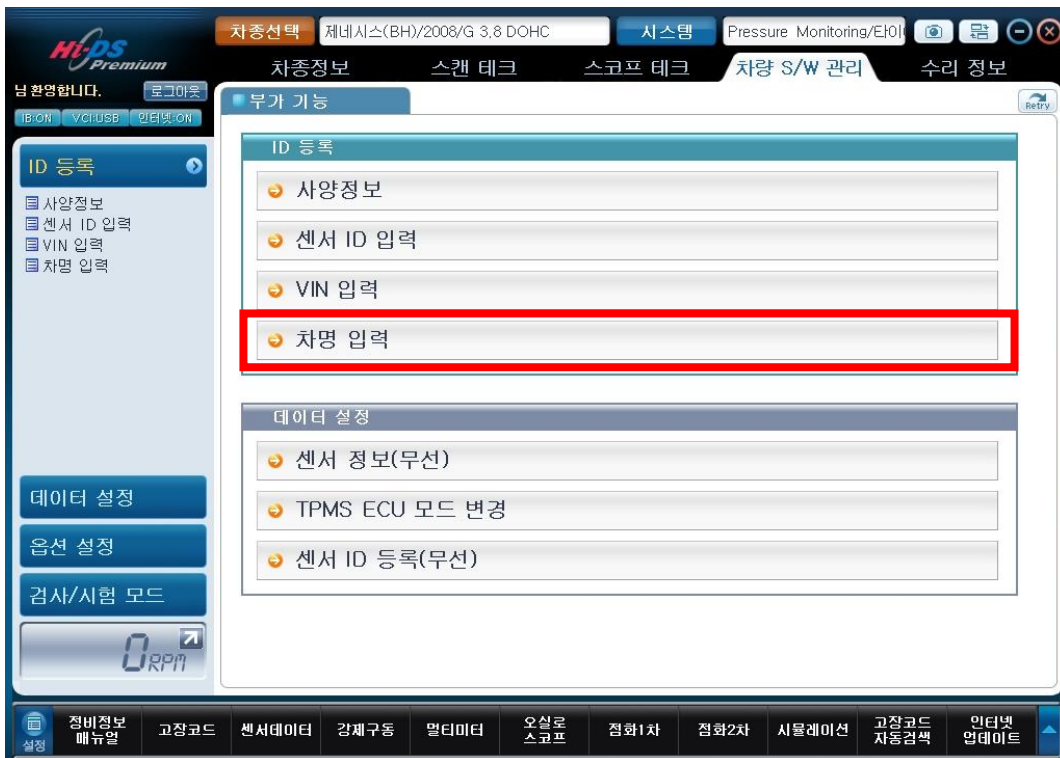 Hi-DS Premium
차종선택 제네시스(BH)/2008/G 3,8 DOHC 시스템 Pressure Monitoring/타이
차종정보 스캔 테크 스코프 테크 차량 S/W 관리 수리 정보
님 환영합니다. 로그아웃
IB:ON VCI:USB 인터넷:ON
부가 기능
Retry
ID 등록
사양정보
센서 ID 입력
VIN 입력
차명 입력
데이터 설정
옵션 설정
검사/시험 모드
0 RPM
ID 등록
사양정보
센서 ID 입력
VIN 입력
차명 입력
데이터 설정
센서 정보(무선)
TPMS ECU 모드 변경
센서 ID 등록(무선)
설정
정비정보
매뉴얼
고장코드
센서데이터
강제구동
멀티미터
오실로
스코프
점화1차
점화2차
시뮬레이션
고장코드
자동검색
인터넷
업데이트